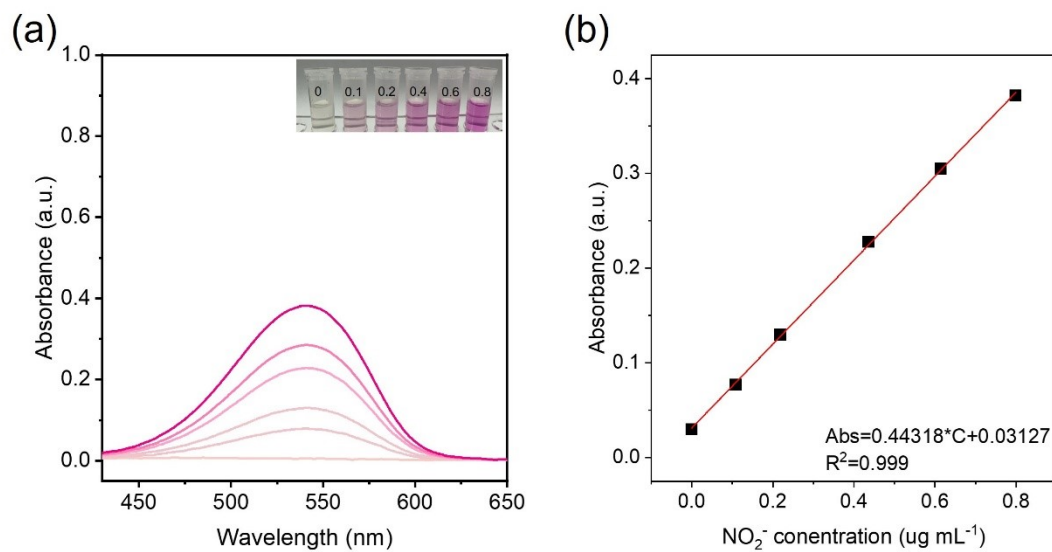 (a)
1.0
0.8
0.6
0.4
0.2
0.0
Absorbance (a.u.)
0 0.1 0.2 0.4 0.6 0.8
450 500 550 600 650
Wavelength (nm)
(b)
0.4
0.3
0.2
0.1
0.0
Absorbance (a.u.)
Abs=0.44318*C+0.03127
R²=0.999
0.0 0.2 0.4 0.6 0.8
NO₂⁻ conentration (ug mL⁻¹)